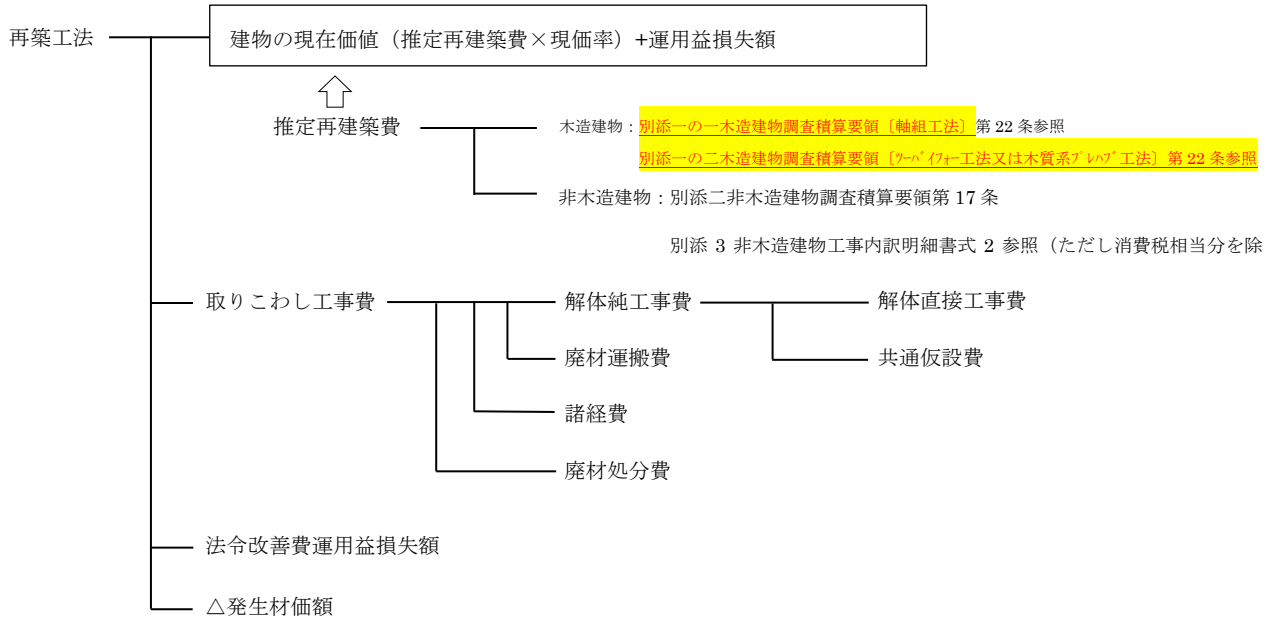 再築工法 建物の現在価値（推定再建築費×現価率）+運用益損失額
推定再建築費 木造建物：別添一の一木造建物調査積算要領〔軸組工法〕第 22 条参照
別添一の二木造建物調査積算要領〔ﾂｰﾊﾞｲﾌｫｰ工法又は木質系ﾌﾟﾚﾊﾌﾞ工法〕第 22 条参照
非木造建物：別添二非木造建物調査積算要領第 17 条
別添 3 非木造建物工事内訳明細書式 2 参照（ただし消費税相当分を除
取りこわし工事費 解体純工事費 解体直接工事費
廃材運搬費 共通仮設費
諸経費
廃材処分費
法令改善費運用益損失額
△発生材価額